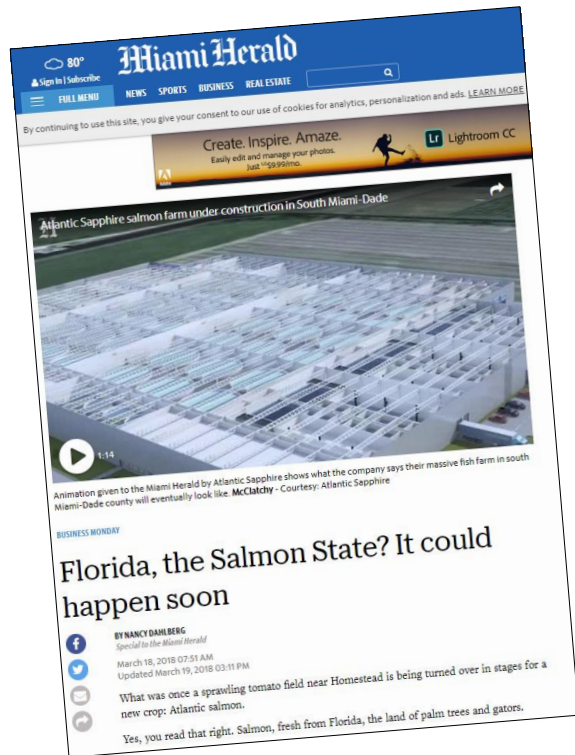 80°
Miami Herald
Sign In | Subscribe
FULL MENU
NEWS SPORTS BUSINESS REAL ESTATE
By continuing to use this site, you give your consent to our use of cookies for analytics, personalization and ads. LEARN MORE
Create. Inspire. Amaze.
Easily edit and manage your photos.
Just US$9.99/mo.
Lr Lightroom CC
Atlantic Sapphire salmon farm under construction in South Miami-Dade
1:14
Animation given to the Miami Herald by Atlantic Sapphire shows what the company says their massive fish farm in south
Miami-Dade county will eventually look like. McClatchy - Courtesy: Atlantic Sapphire
BUSINESS MONDAY
Florida, the Salmon State? It could
happen soon
BY NANCY DAHLBERG
Special to the Miami Herald
March 18, 2018 07:51 AM
Updated March 19, 2018 03:11 PM
What was once a sprawling tomato field near Homestead is being turned over in stages for a
new crop: Atlantic salmon.
Yes, you read that right. Salmon, fresh from Florida, the land of palm trees and gators.